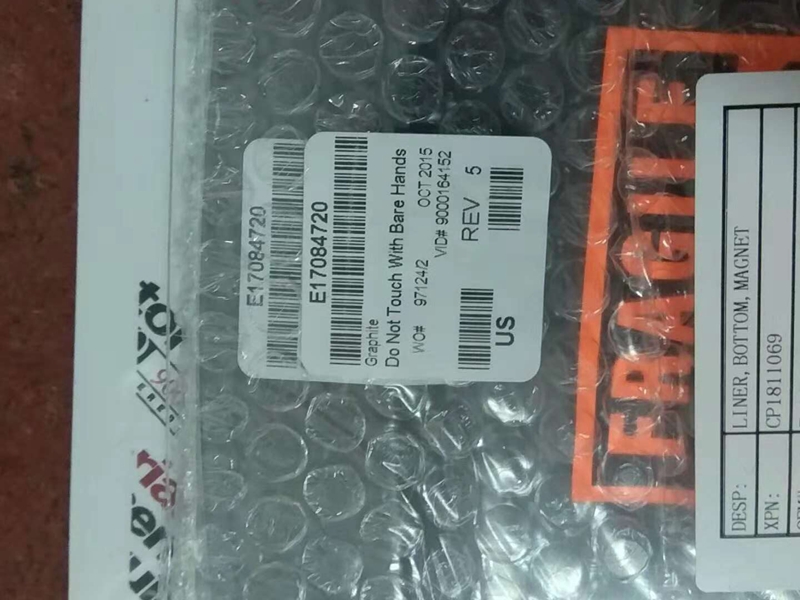 E17084720
E17084720
Graphite
Do Not Touch With Bare Hands
WO# 97124/2 OCT 2015
VID# 9000164152
REV 5
US
FRAGILE
DESP: LINER, BOTTOM, MAGNET
XPN: CP1811069